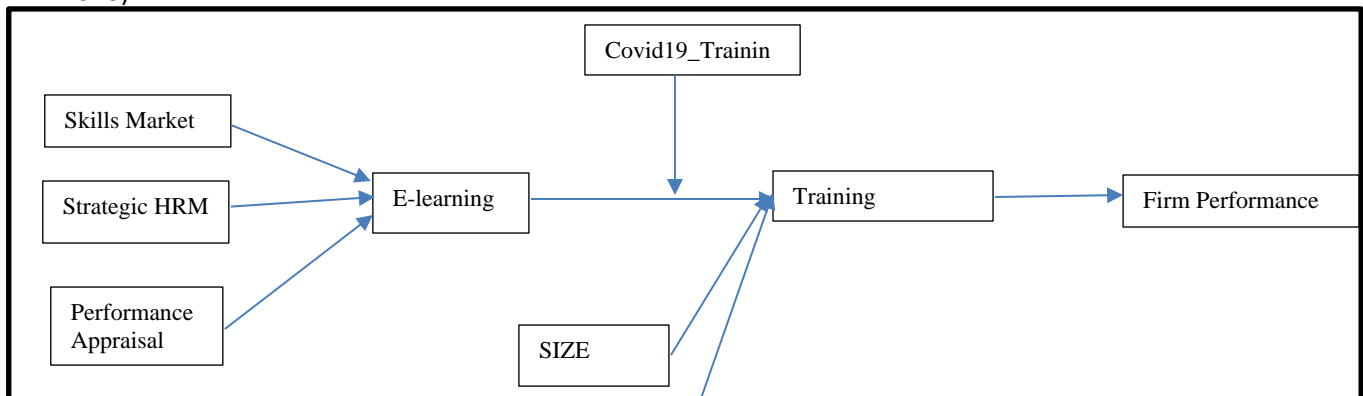 Covid19_Trainin
Skills Market
Strategic HRM
E-learning
Training
Firm Performance
Performance
Appraisal
SIZE